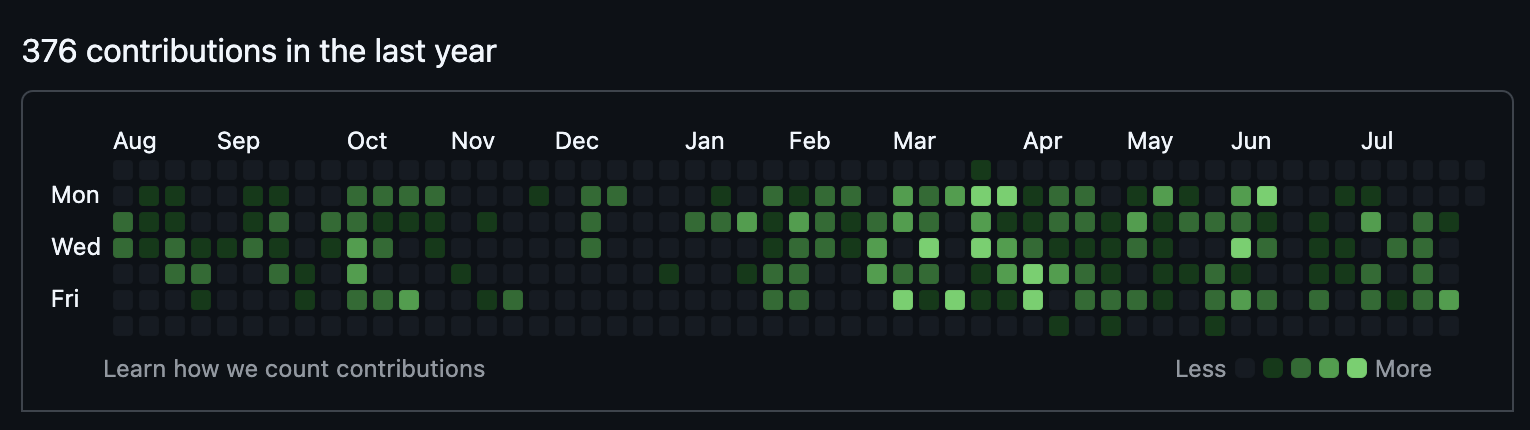 376 contributions in the last year
Aug Sep Oct Nov Dec Jan Feb Mar Apr May Jun Jul
Mon
Wed
Fri
Learn how we count contributions
Less More